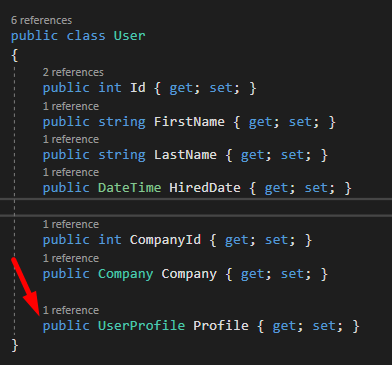 6 references
public class User
{
2 references
public int Id { get; set; }
1 reference
public string FirstName { get; set; }
1 reference
public string LastName { get; set; }
1 reference
public DateTime HiredDate { get; set; }
1 reference
public int CompanyId { get; set; }
1 reference
public Company Company { get; set; }
1 reference
public UserProfile Profile { get; set; }
}